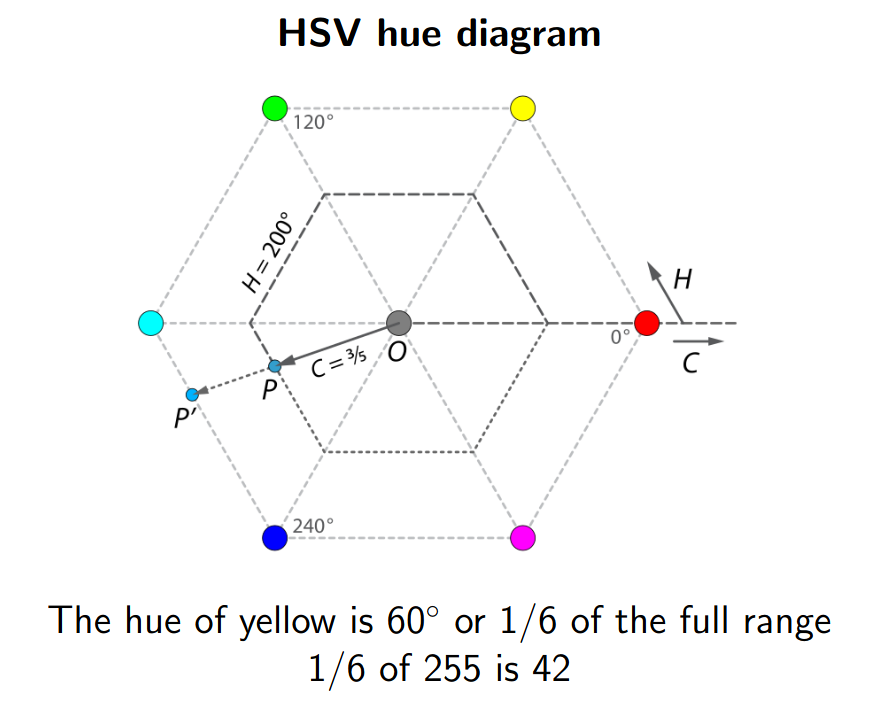 HSV hue diagram
120°
H = 200°
H
0°
C
C = ⅗
O
P
P′
240°
The hue of yellow is 60° or 1/6 of the full range
1/6 of 255 is 42